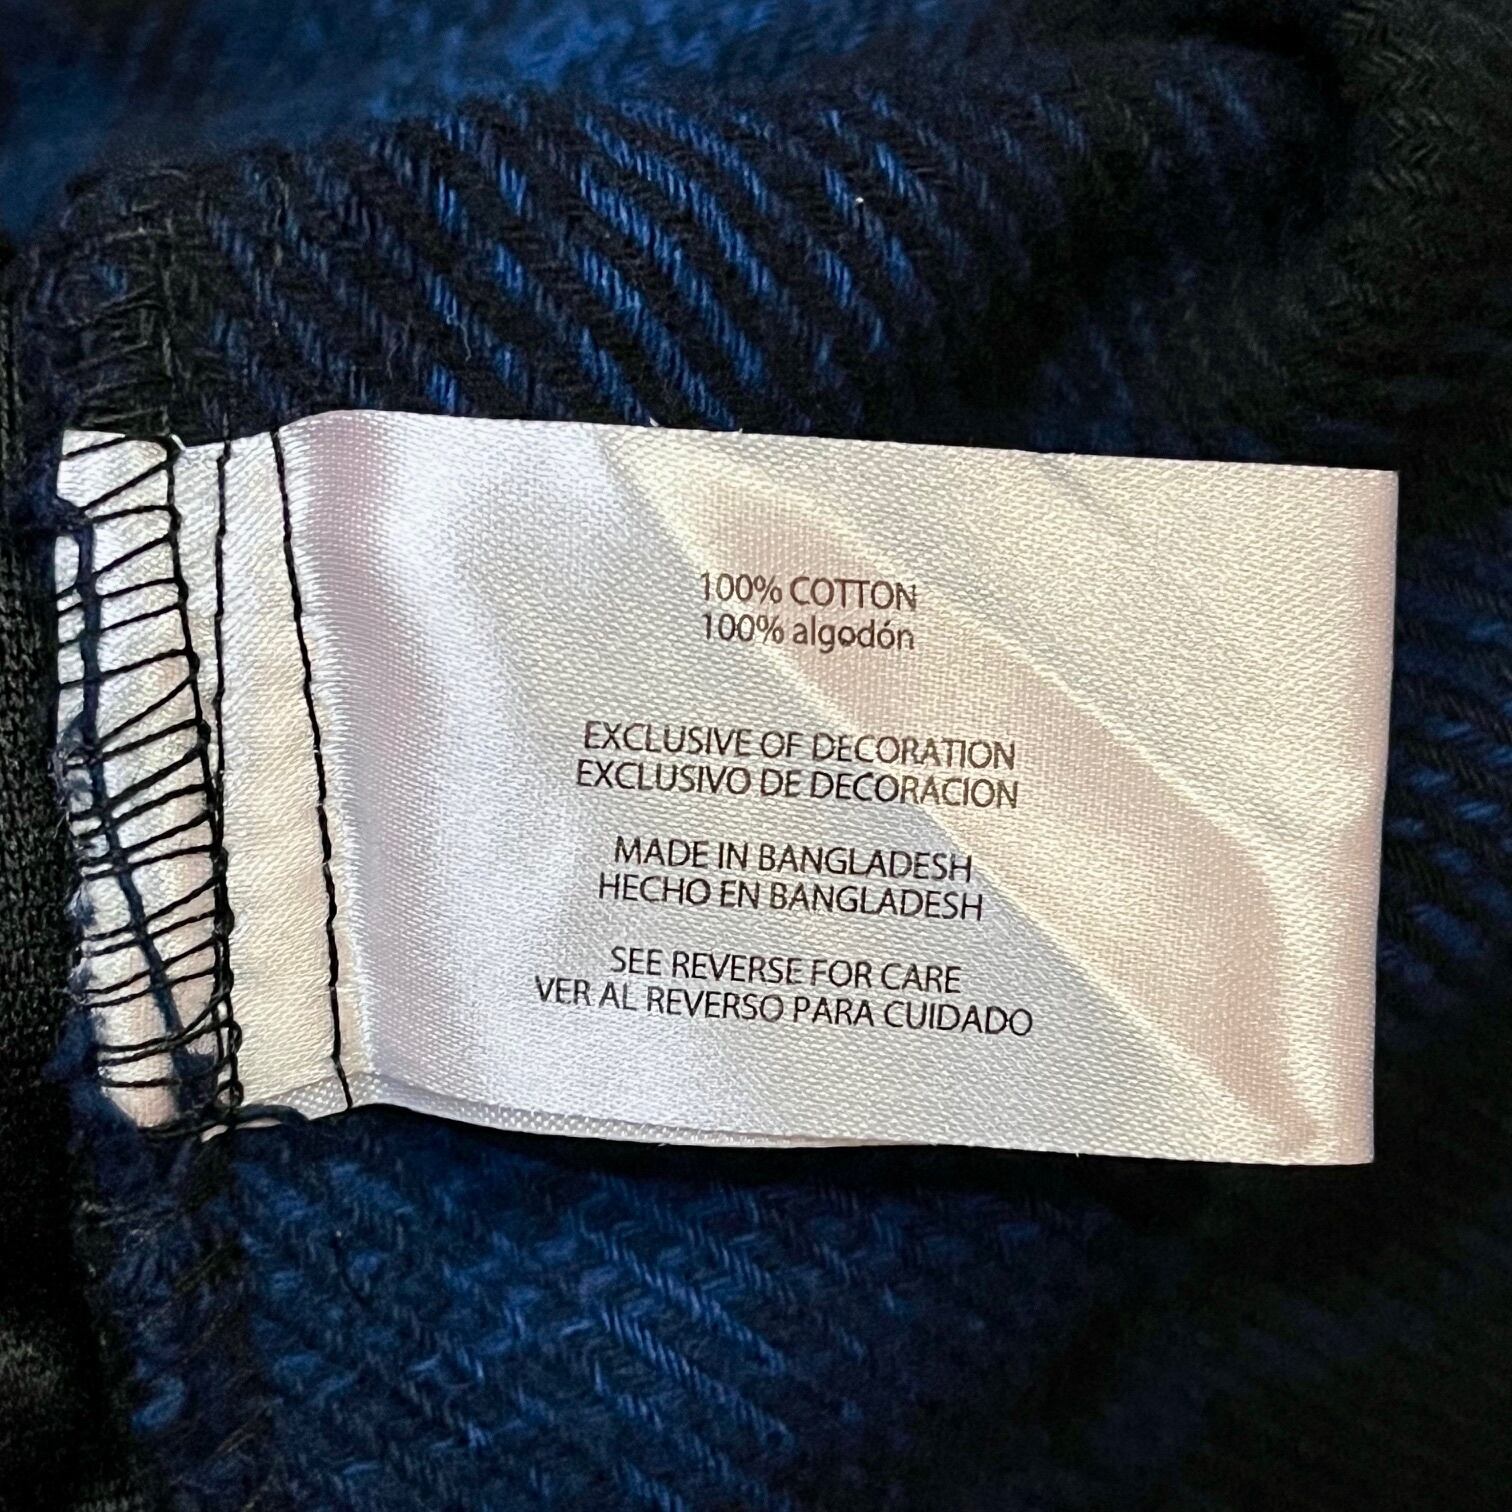 100% COTTON
100% algodón
EXCLUSIVE OF DECORATION
EXCLUSIVO DE DECORACION
MADE IN BANGLADESH
HECHO EN BANGLADESH
SEE REVERSE FOR CARE
VER AL REVERSO PARA CUIDADO